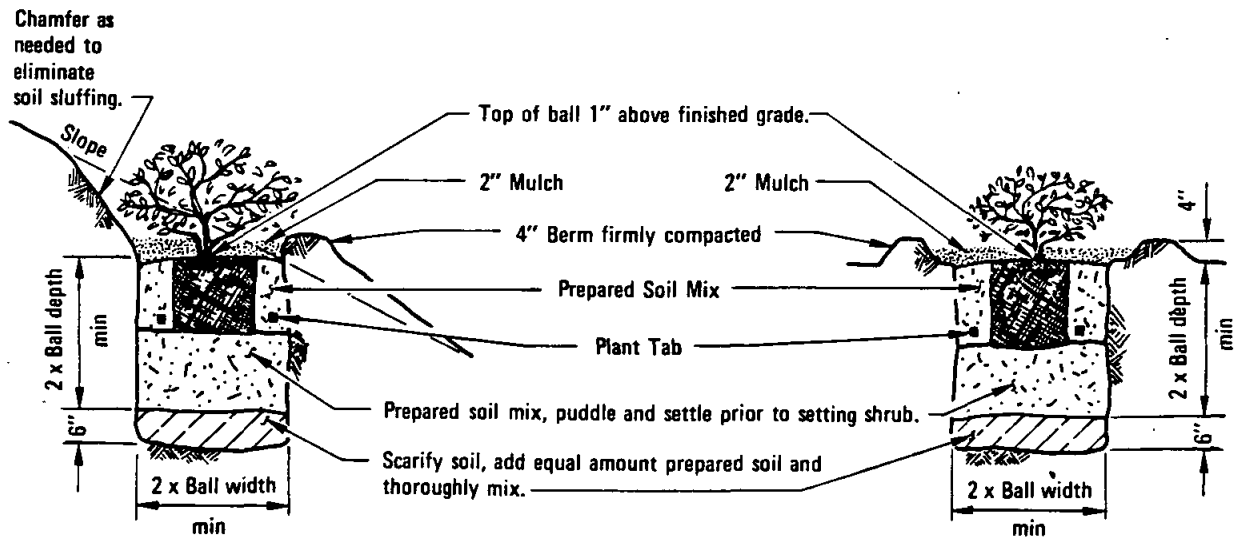 Chamfer as
needed to
eliminate
soil sluffing.
Slope
Top of ball 1" above finished grade.
2" Mulch
2" Mulch
4" Berm firmly compacted
4"
Prepared Soil Mix
Plant Tab
2 x Ball depth
min
2 x Ball depth
min
Prepared soil mix, puddle and settle prior to setting shrub.
6"
6"
Scarify soil, add equal amount prepared soil and
thoroughly mix.
2 x Ball width
min
2 x Ball width
min